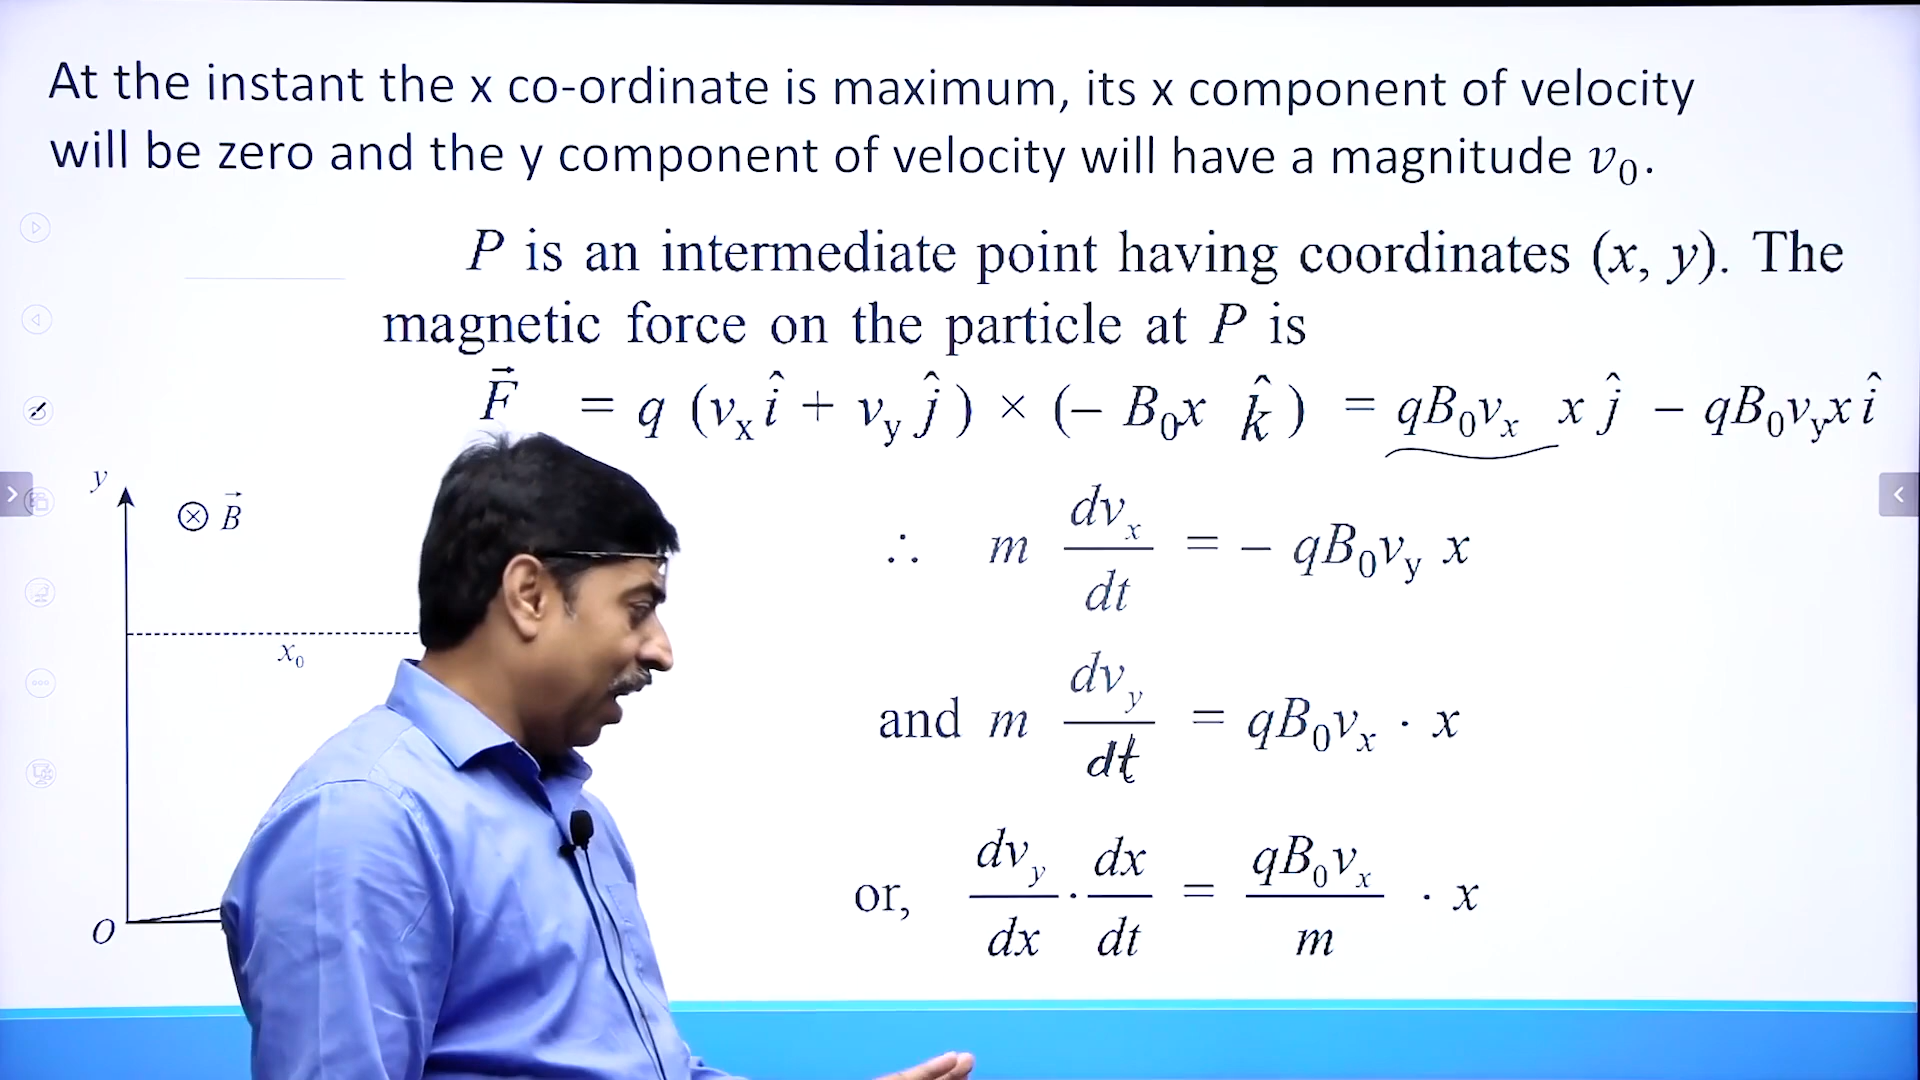 At the instant the x co-ordinate is maximum, its x component of velocity
will be zero and the y component of velocity will have a magnitude v₀.
P is an intermediate point having coordinates (x, y). The
magnetic force on the particle at P is
F⃗ = q (vₓ î + v_y ĵ) × (– B₀x k̂) = qB₀vₓ x ĵ – qB₀v_y x î
y
⊗ B⃗
∴ m dvₓ/dt = – qB₀v_y x
x₀
and m dv_y/dt = qB₀vₓ · x
or, dv_y/dx · dx/dt = qB₀vₓ/m · x
O